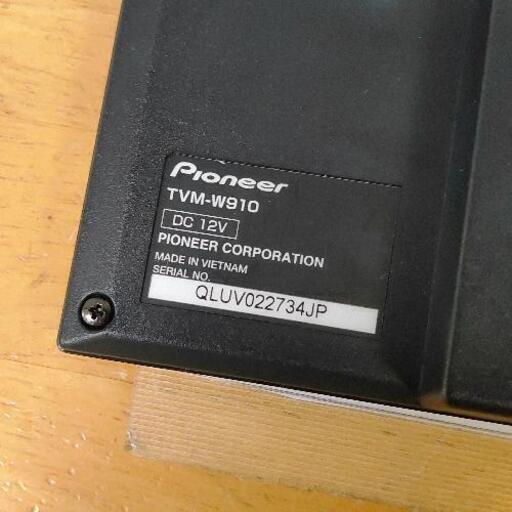 Pioneer
TVM-W910
DC 12V
PIONEER CORPORATION
MADE IN VIETNAM
SERIAL NO.
QLUV022734JP